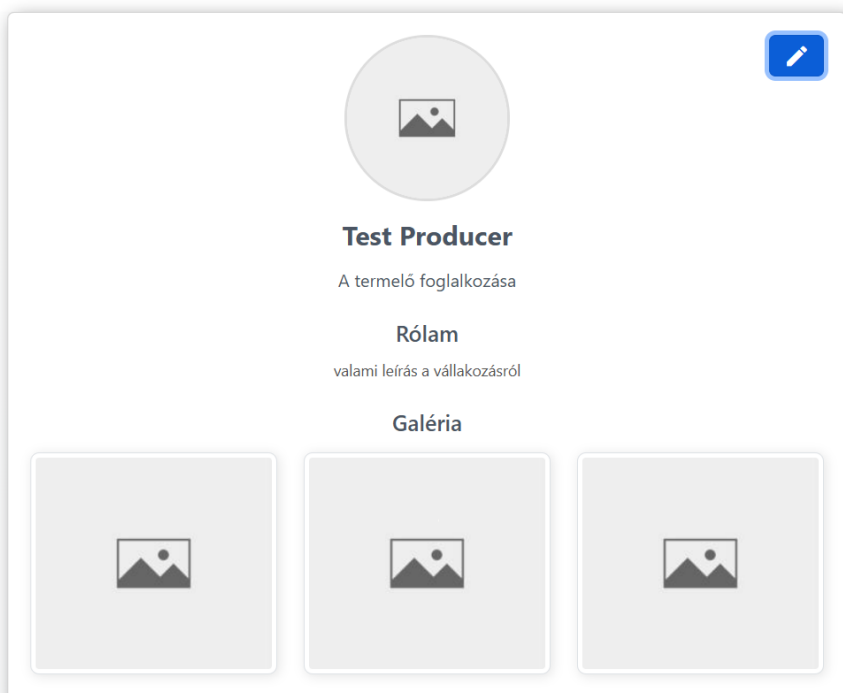 Test Producer
A termelő foglalkozása
Rólam
valami leírás a vállakozásról
Galéria